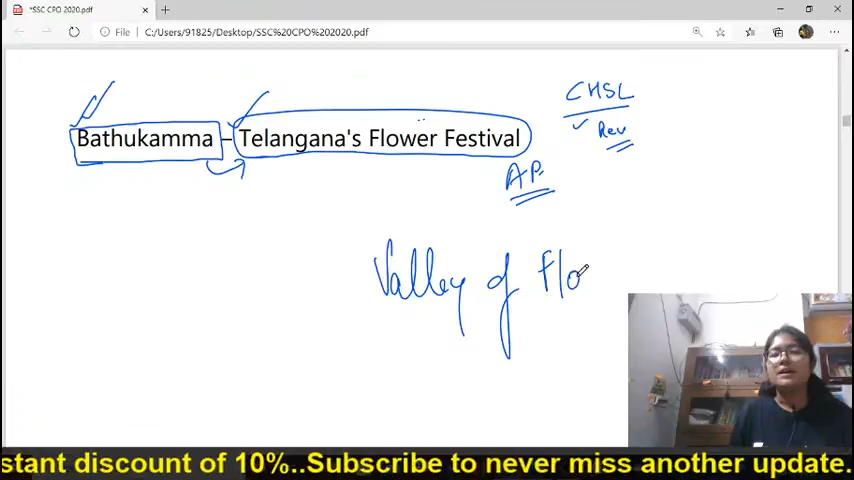 *SSC CPO 2020.pdf
File C:/Users/91825/Desktop/SSC%20CPO%202020.pdf
CHSL
Rev
Bathukamma – Telangana's Flower Festival
AP
Valley of Flo
stant discount of 10%..Subscribe to never miss another update.